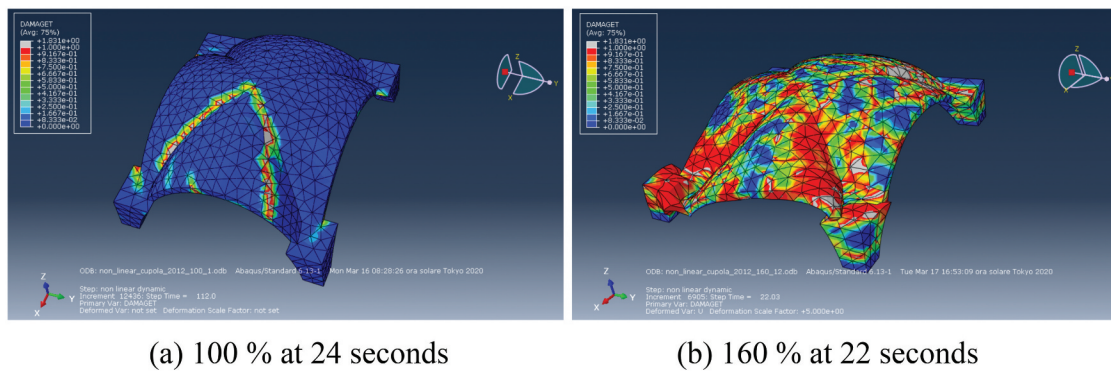 DAMAGET
(Avg: 75%)
+1.831e+00
+1.000e+00
+9.167e-01
+8.333e-01
+7.500e-01
+6.667e-01
+5.833e-01
+5.000e-01
+4.167e-01
+3.333e-01
+2.500e-01
+1.667e-01
+8.333e-02
+0.000e+00
Z
X
Y
ODB: non_linear_cupola_2012_100_1.odb Abaqus/Standard 6.13-1 Mon Mar 16 08:28:26 ora solare Tokyo 2020
Step: non linear dynamic
Increment 12436: Step Time = 112.0
Primary Var: DAMAGET
Deformed Var: not set Deformation Scale Factor: not set
Z
Y
X
(a) 100 % at 24 seconds
DAMAGET
(Avg: 75%)
+1.831e+00
+1.000e+00
+9.167e-01
+8.333e-01
+7.500e-01
+6.667e-01
+5.833e-01
+5.000e-01
+4.167e-01
+3.333e-01
+2.500e-01
+1.667e-01
+8.333e-02
+0.000e+00
Z
X
Y
ODB: non_linear_cupola_2012_160_12.odb Abaqus/Standard 6.13-1 Tue Mar 17 16:53:09 ora solare Tokyo 2020
Step: non linear dynamic
Increment 6905: Step Time = 22.03
Primary Var: DAMAGET
Deformed Var: U Deformation Scale Factor: +5.000e+00
Z
Y
X
(b) 160 % at 22 seconds